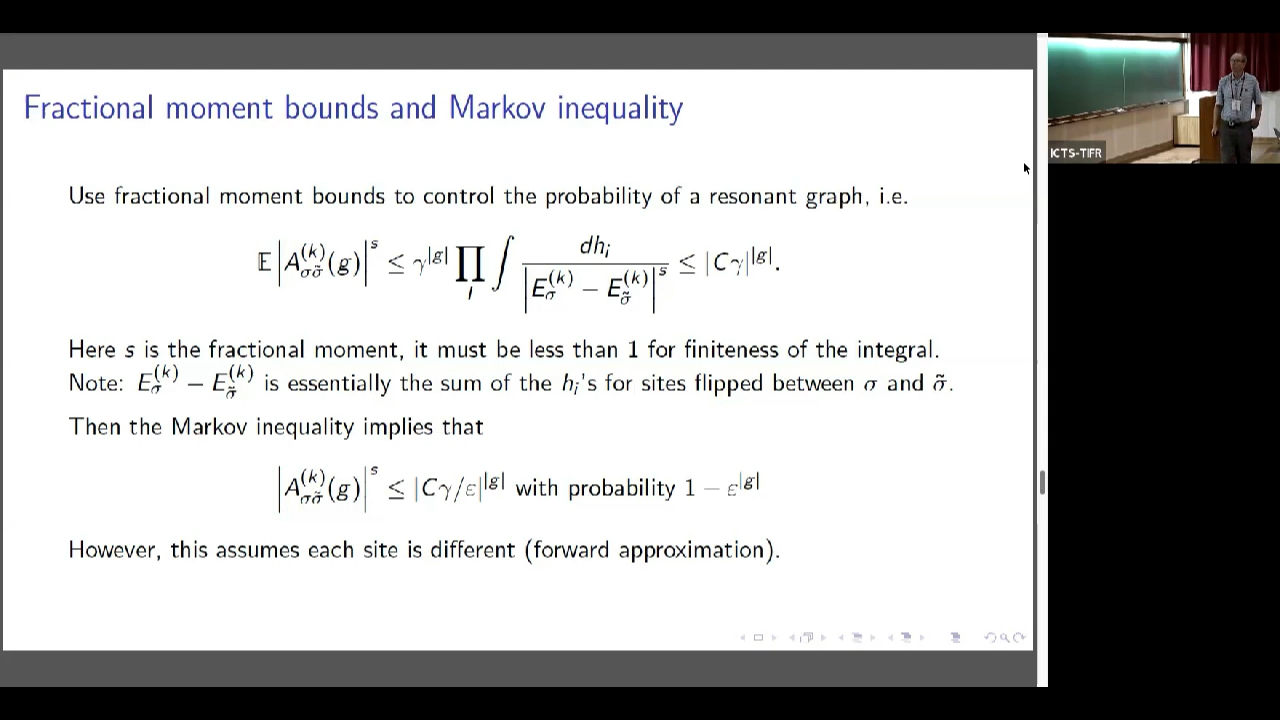 Fractional moment bounds and Markov inequality
ICTS-TIFR
Use fractional moment bounds to control the probability of a resonant graph, i.e.
𝔼 |A^{(k)}_{σσ̃}(g)|^s ≤ γ^{|g|} ∏_i ∫ dh_i / |E^{(k)}_σ − E^{(k)}_σ̃|^s ≤ |Cγ|^{|g|}.
Here s is the fractional moment, it must be less than 1 for finiteness of the integral.
Note: E^{(k)}_σ − E^{(k)}_σ̃ is essentially the sum of the h_i's for sites flipped between σ and σ̃.
Then the Markov inequality implies that
|A^{(k)}_{σσ̃}(g)|^s ≤ |Cγ/ε|^{|g|} with probability 1 − ε^{|g|}
However, this assumes each site is different (forward approximation).